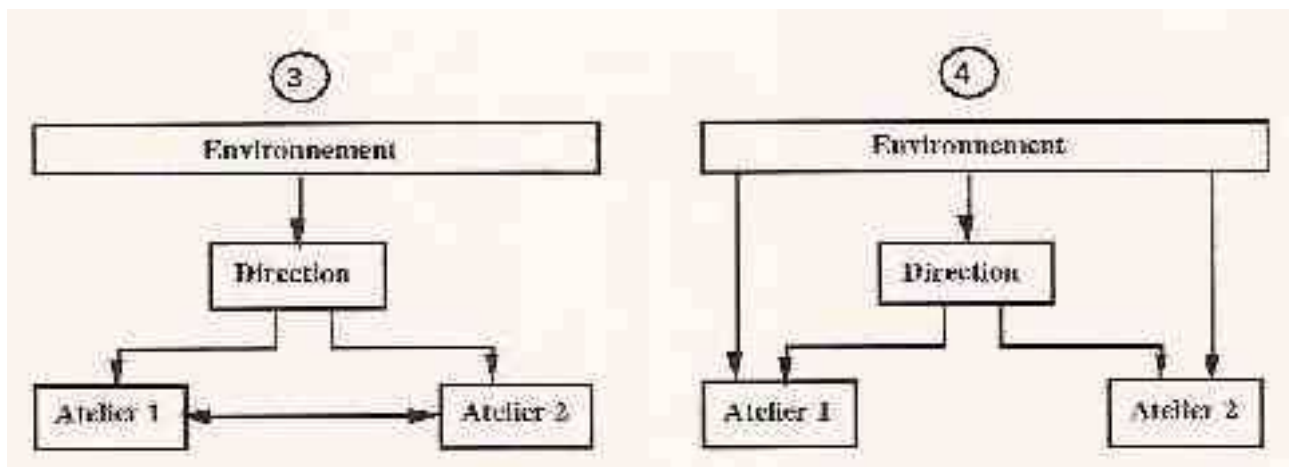 3
Environnement
Direction
Atelier 1
Atelier 2
4
Environnement
Direction
Atelier 1
Atelier 2